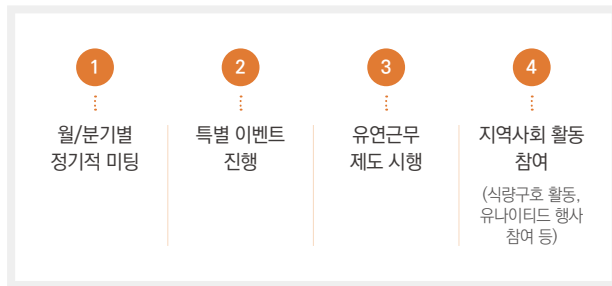 1
월/분기별
정기적 미팅
2
특별 이벤트
진행
3
유연근무
제도 시행
4
지역사회 활동
참여
(식량구호 활동,
유나이티드 행사
참여 등)